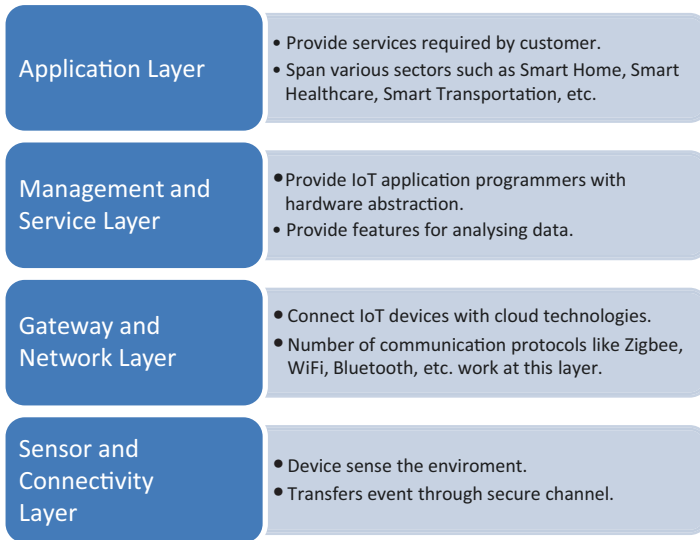 Application Layer
• Provide services required by customer.
• Span various sectors such as Smart Home, Smart
Healthcare, Smart Transportation, etc.
Management and
Service Layer
• Provide IoT application programmers with
hardware abstraction.
• Provide features for analysing data.
Gateway and
Network Layer
• Connect IoT devices with cloud technologies.
• Number of communication protocols like Zigbee,
WiFi, Bluetooth, etc. work at this layer.
Sensor and
Connectivity
Layer
• Device sense the enviroment.
• Transfers event through secure channel.